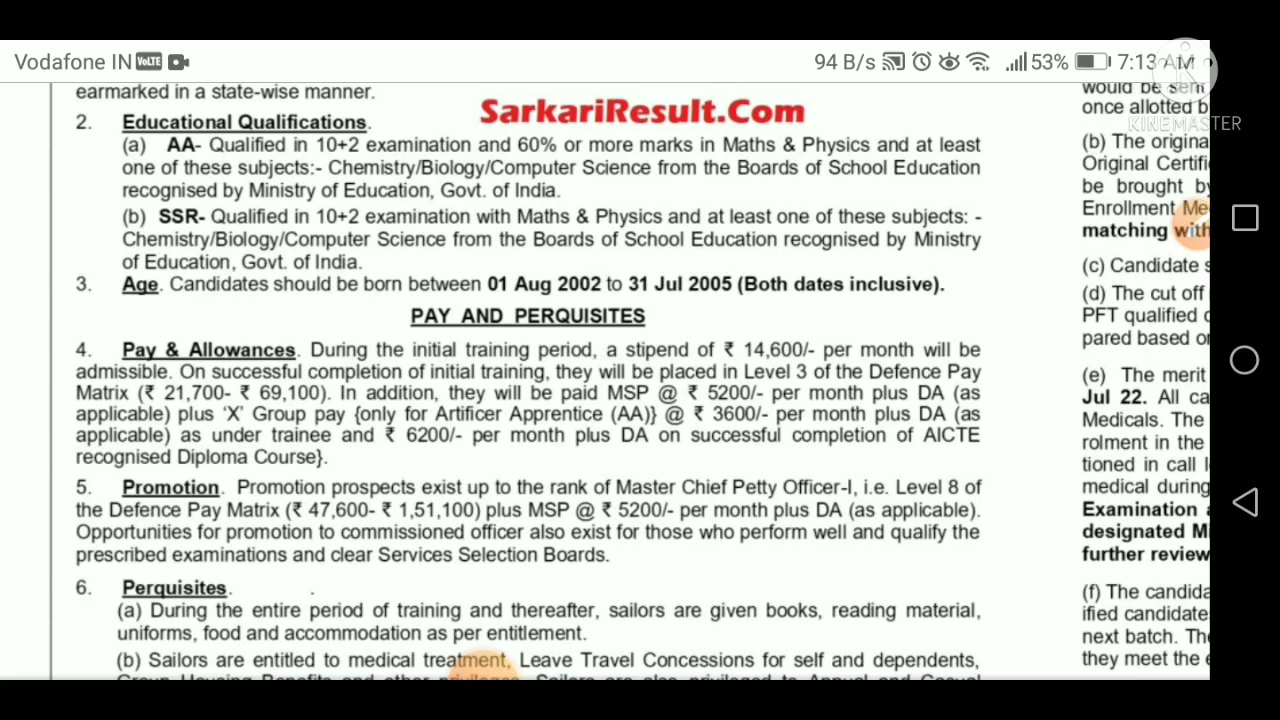 Vodafone IN VoLTE
94 B/s 53% 7:13 AM
KINEMASTER
SarkariResult.Com
earmarked in a state-wise manner.
2. Educational Qualifications.
(a) AA- Qualified in 10+2 examination and 60% or more marks in Maths & Physics and at least
one of these subjects:- Chemistry/Biology/Computer Science from the Boards of School Education
recognised by Ministry of Education, Govt. of India.
(b) SSR- Qualified in 10+2 examination with Maths & Physics and at least one of these subjects: -
Chemistry/Biology/Computer Science from the Boards of School Education recognised by Ministry
of Education, Govt. of India.
3. Age. Candidates should be born between 01 Aug 2002 to 31 Jul 2005 (Both dates inclusive).
PAY AND PERQUISITES
4. Pay & Allowances. During the initial training period, a stipend of ₹ 14,600/- per month will be
admissible. On successful completion of initial training, they will be placed in Level 3 of the Defence Pay
Matrix (₹ 21,700- ₹ 69,100). In addition, they will be paid MSP @ ₹ 5200/- per month plus DA (as
applicable) plus ‘X’ Group pay {only for Artificer Apprentice (AA)} @ ₹ 3600/- per month plus DA (as
applicable) as under trainee and ₹ 6200/- per month plus DA on successful completion of AICTE
recognised Diploma Course}.
5. Promotion. Promotion prospects exist up to the rank of Master Chief Petty Officer-I, i.e. Level 8 of
the Defence Pay Matrix (₹ 47,600- ₹ 1,51,100) plus MSP @ ₹ 5200/- per month plus DA (as applicable).
Opportunities for promotion to commissioned officer also exist for those who perform well and qualify the
prescribed examinations and clear Services Selection Boards.
6. Perquisites.
(a) During the entire period of training and thereafter, sailors are given books, reading material,
uniforms, food and accommodation as per entitlement.
(b) Sailors are entitled to medical treatment, Leave Travel Concessions for self and dependents,
would be
once allotted b
(b) The origina
Original Certifi
be brought by
Enrollment Me
matching with
(c) Candidate s
(d) The cut off
PFT qualified
pared based or
(e) The merit
Jul 22. All ca
Medicals. The
rolment in the
tioned in call l
medical during
Examination a
designated Mi
further review
(f) The candida
ified candidate
next batch. The
they meet the e